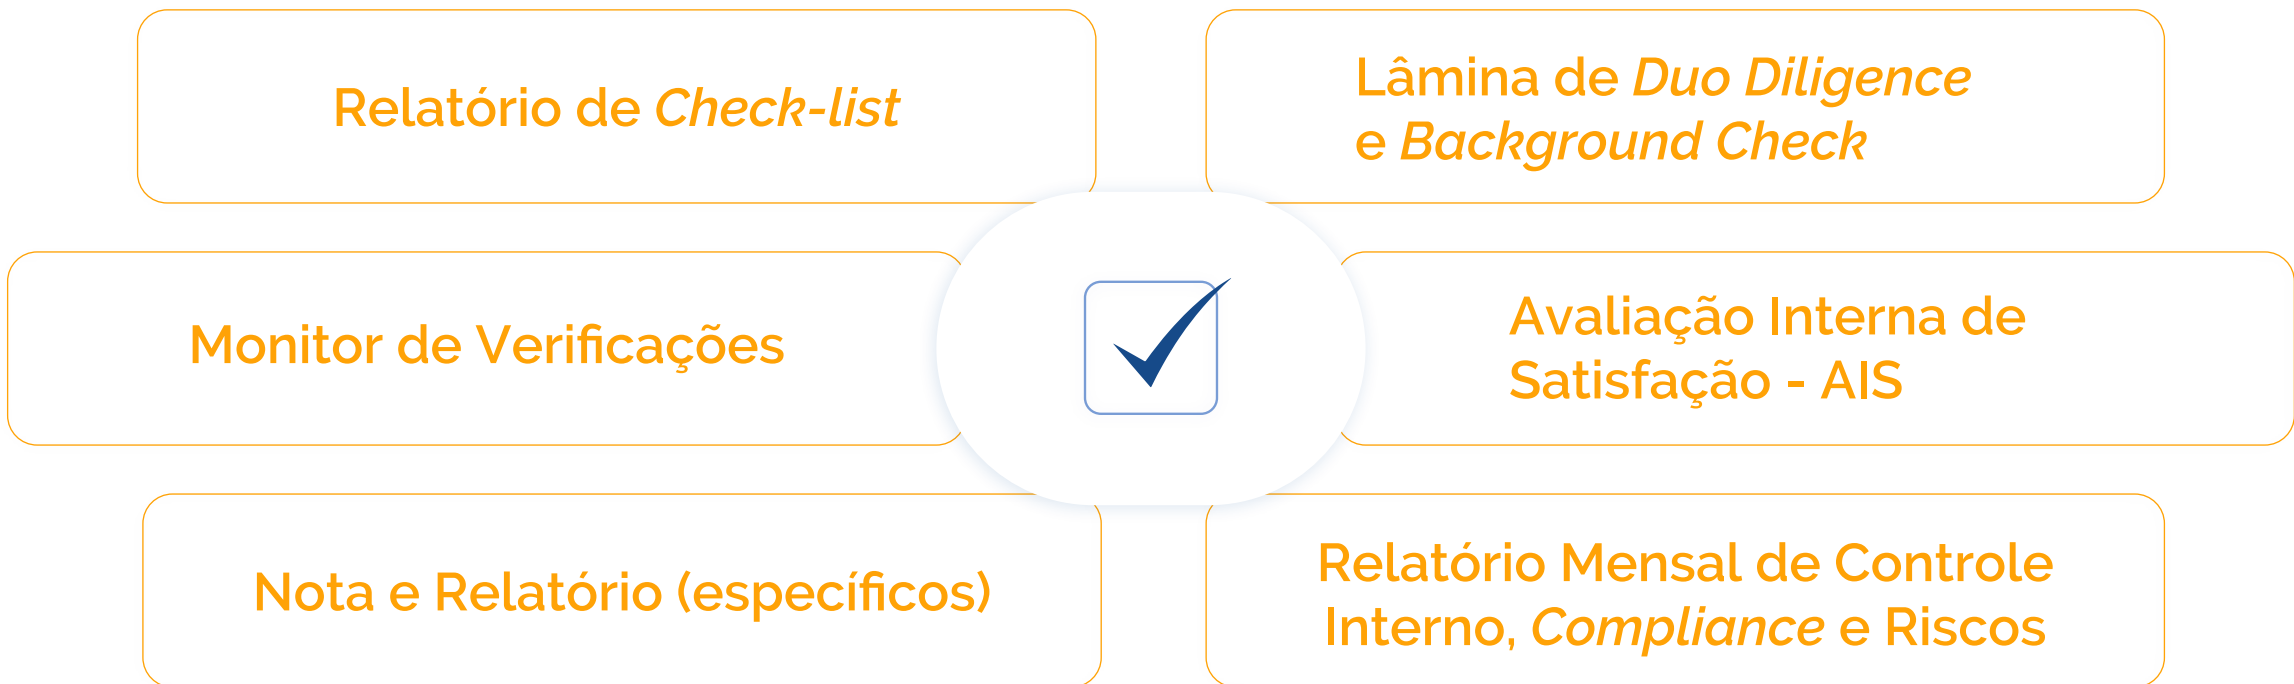 Relatório de Check-list
Lâmina de Duo Diligence
e Background Check
Monitor de Verificações
Avaliação Interna de
Satisfação - AIS
Nota e Relatório (específicos)
Relatório Mensal de Controle
Interno, Compliance e Riscos